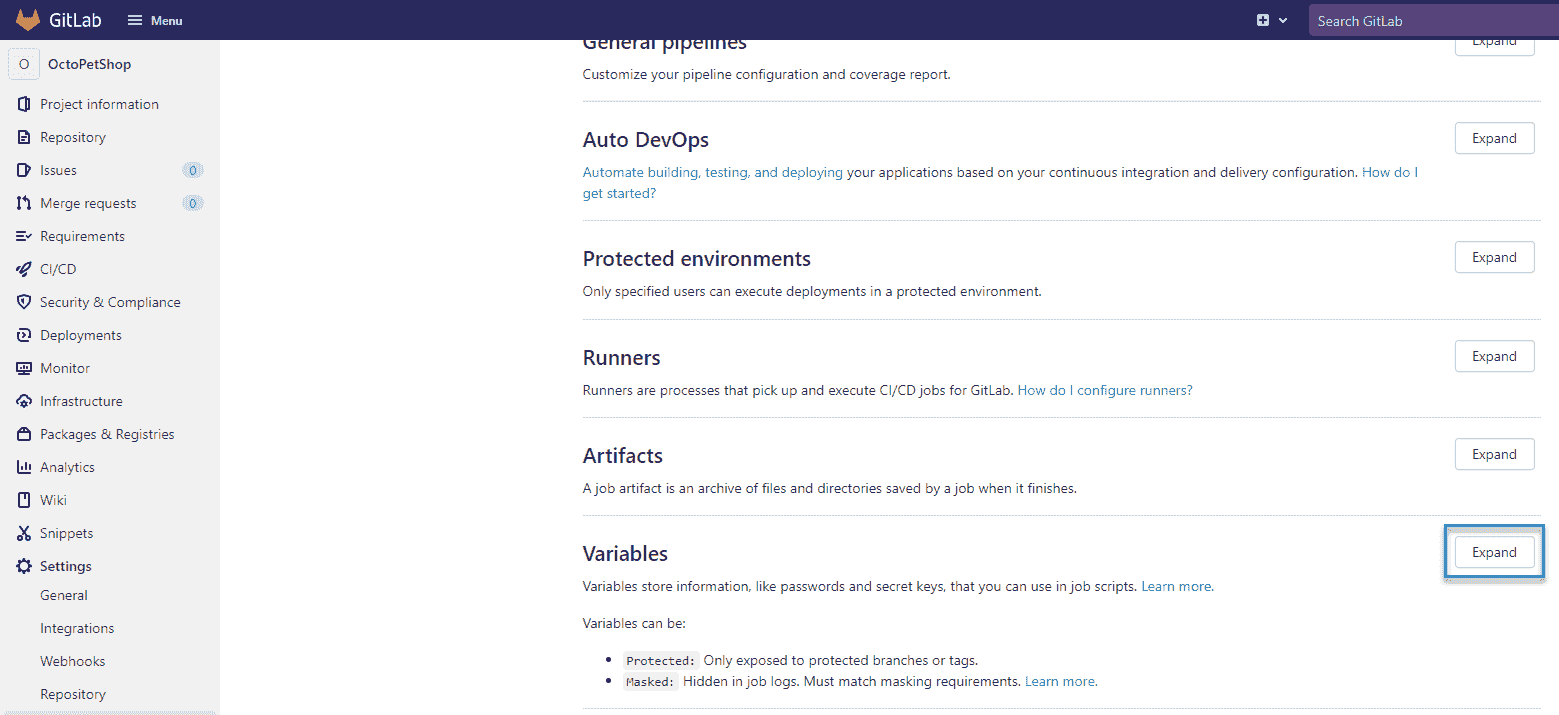 GitLab
Menu
Search GitLab
O
OctoPetShop
Project information
Repository
Issues
0
Merge requests
0
Requirements
CI/CD
Security & Compliance
Deployments
Monitor
Infrastructure
Packages & Registries
Analytics
Wiki
Snippets
Settings
General
Integrations
Webhooks
Repository
General pipelines
Expand
Customize your pipeline configuration and coverage report.
Auto DevOps
Expand
Automate building, testing, and deploying your applications based on your continuous integration and delivery configuration. How do I
get started?
Protected environments
Expand
Only specified users can execute deployments in a protected environment.
Runners
Expand
Runners are processes that pick up and execute CI/CD jobs for GitLab. How do I configure runners?
Artifacts
Expand
A job artifact is an archive of files and directories saved by a job when it finishes.
Variables
Expand
Variables store information, like passwords and secret keys, that you can use in job scripts. Learn more.
Variables can be:
Protected: Only exposed to protected branches or tags.
Masked: Hidden in job logs. Must match masking requirements. Learn more.